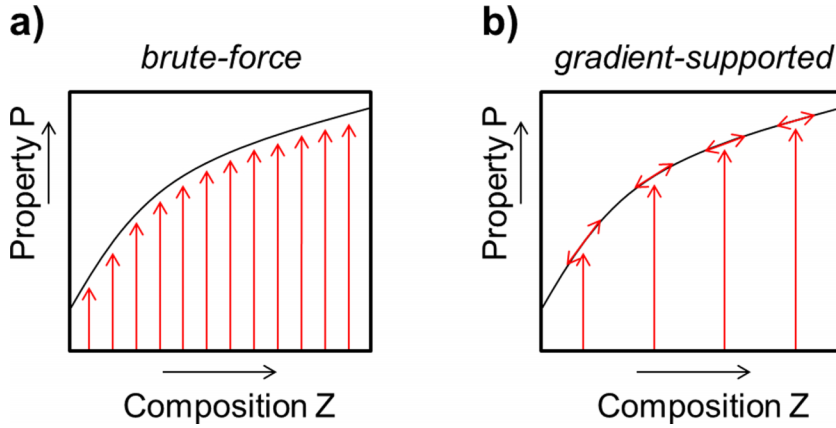 a)
brute-force
Property P
Composition Z
b)
gradient-supported
Property P
Composition Z